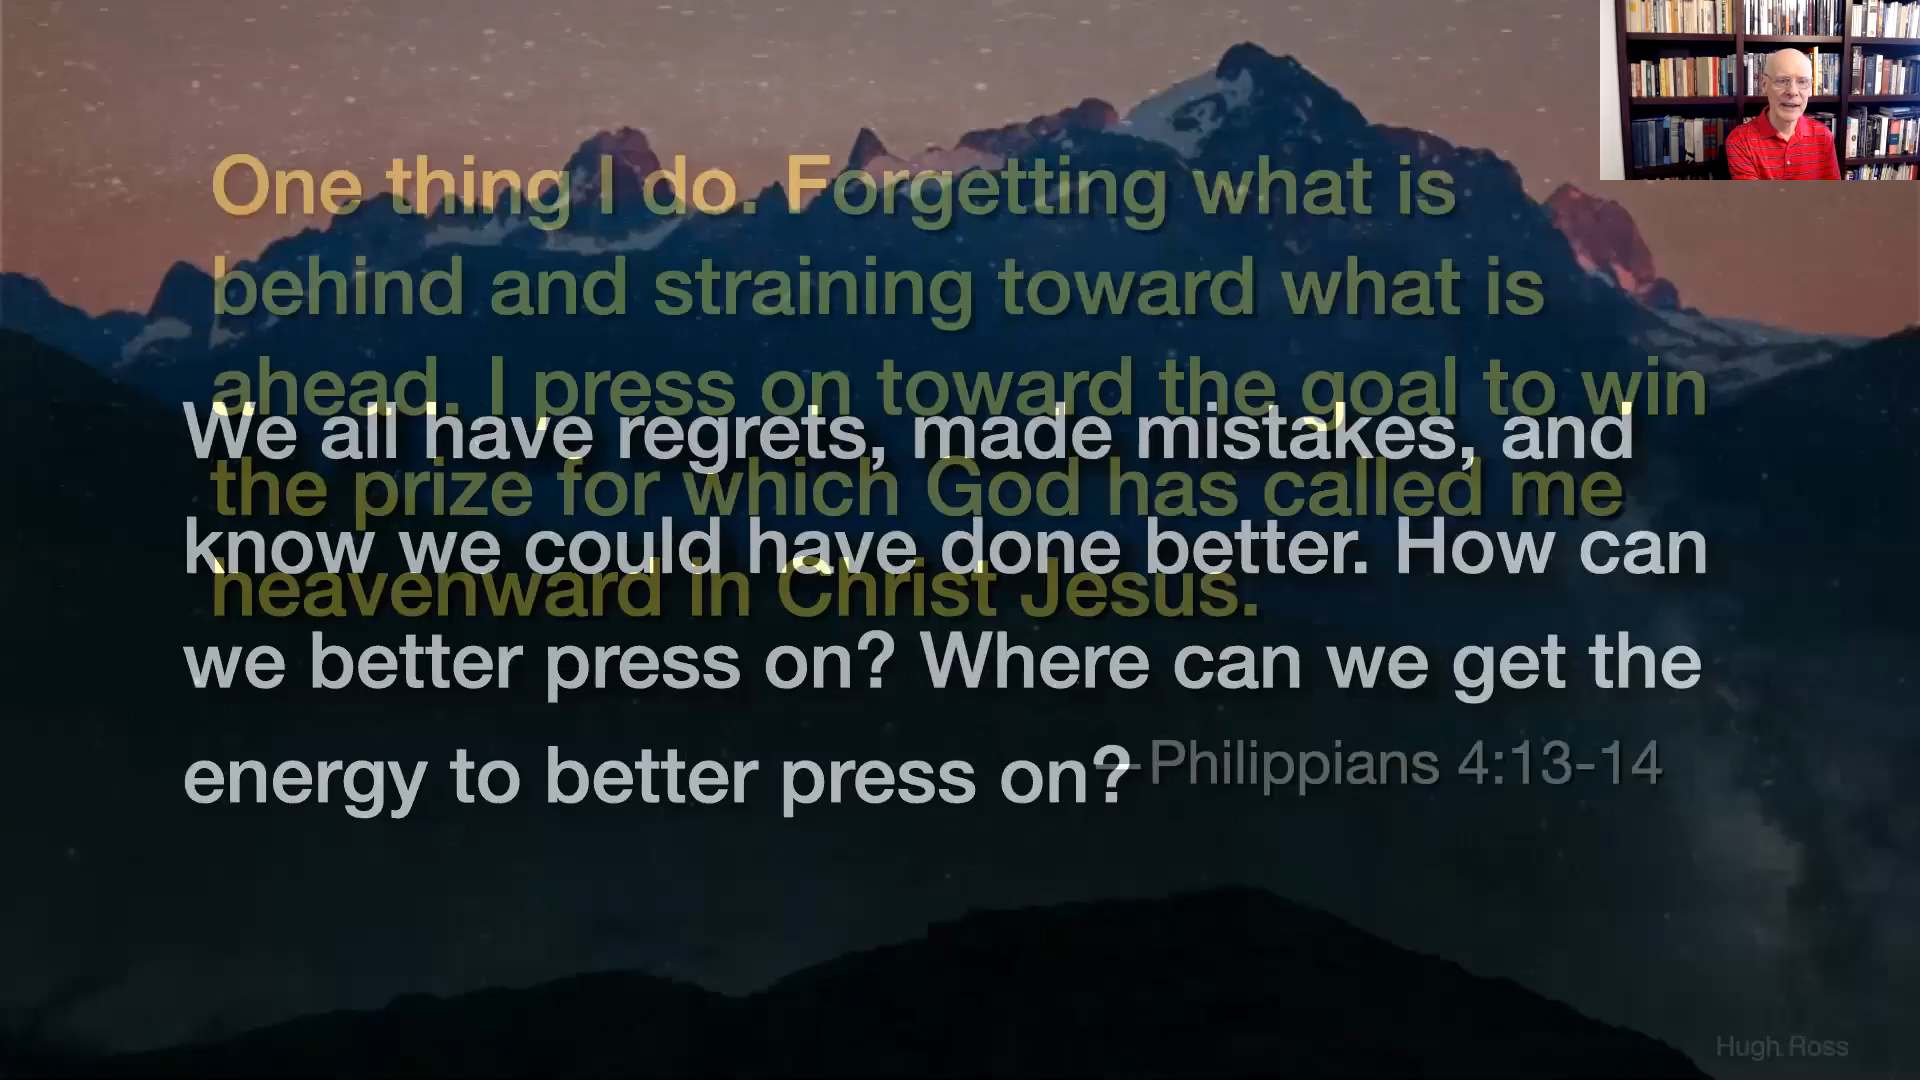 One thing I do. Forgetting what is
behind and straining toward what is
ahead. I press on toward the goal to win
the prize for which God has called me
heavenward in Christ Jesus.
—Philippians 4:13-14
We all have regrets, made mistakes, and
know we could have done better. How can
we better press on? Where can we get the
energy to better press on?
Hugh Ross